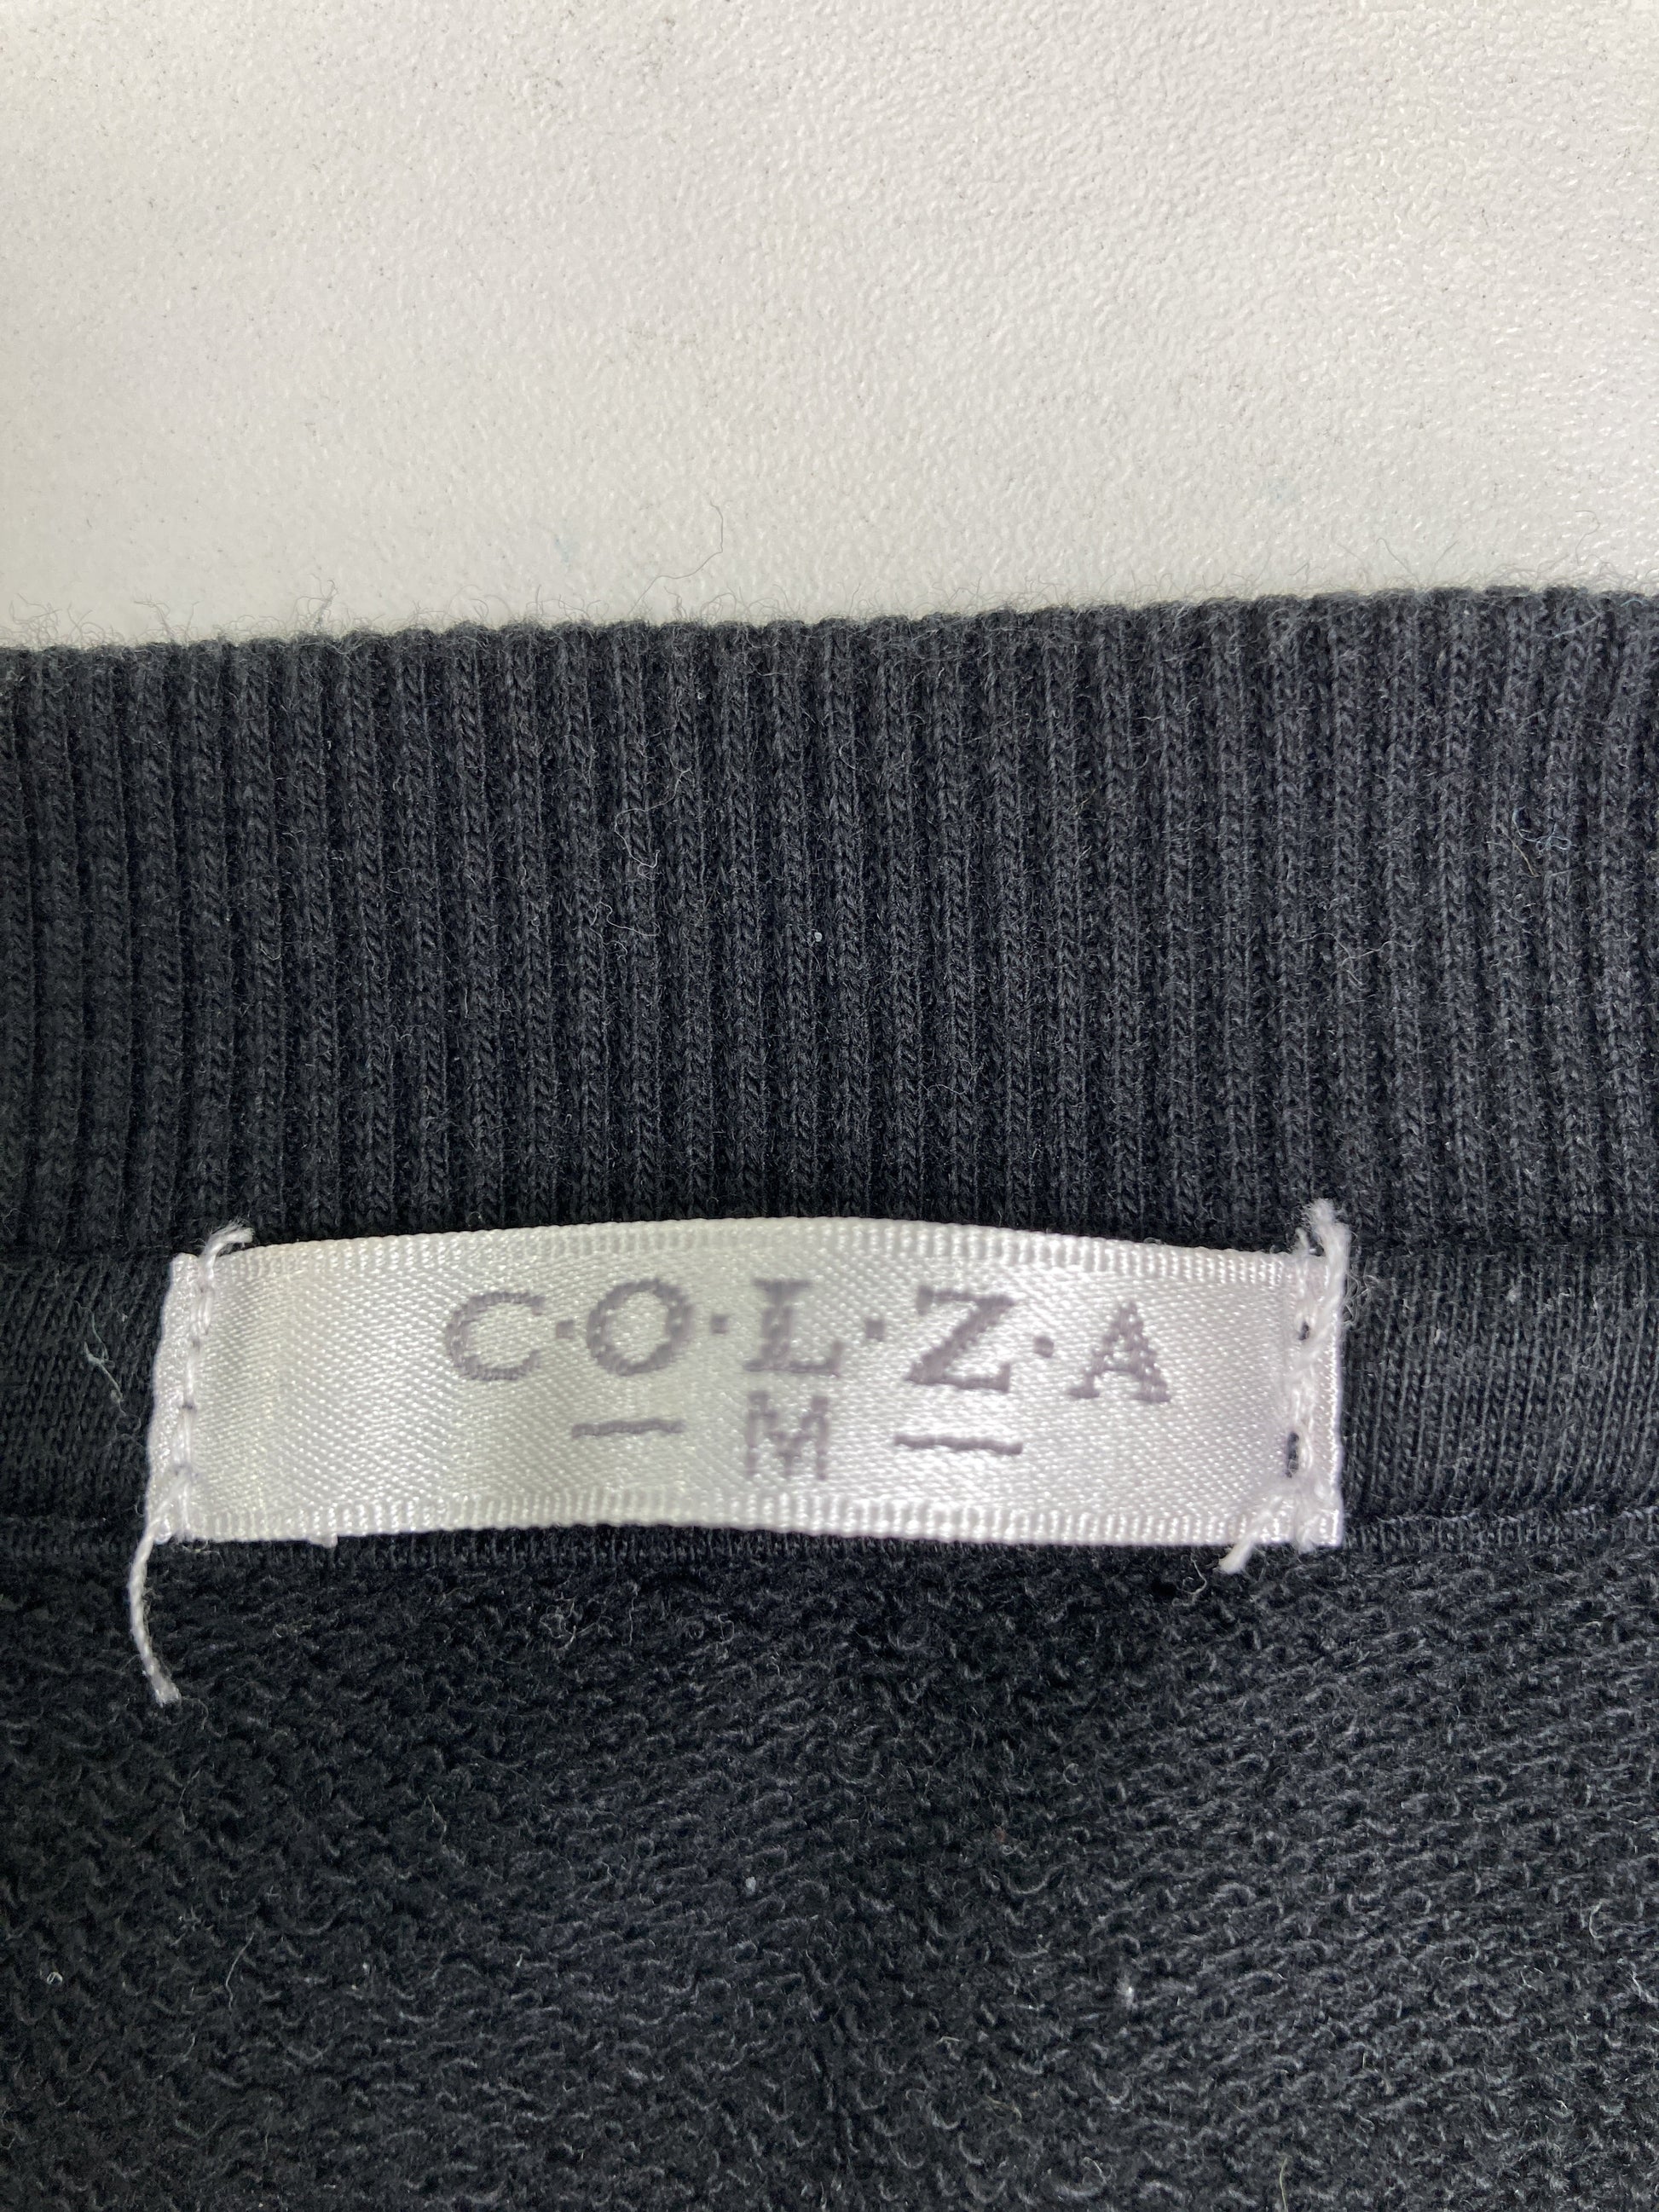 C·O·L·Z·A
— M —